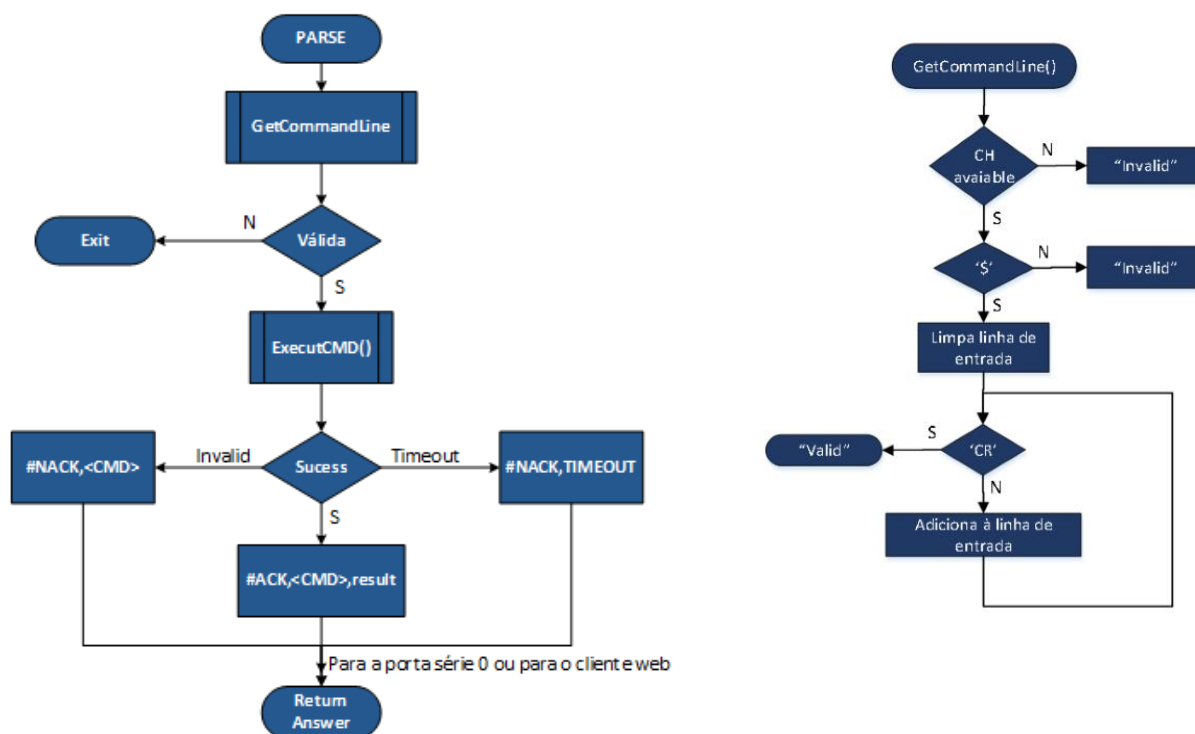 PARSE
GetCommandLine
N
Válida
Exit
S
ExecutCMD()
#NACK,<CMD>
Invalid
Sucess
Timeout
#NACK,TIMEOUT
S
#ACK,<CMD>,result
Para a porta série 0 ou para o cliente web
Return
Answer
GetCommandLine()
CH
avaiable
N
“Invalid”
S
‘$’
N
“Invalid”
S
Limpa linha de
entrada
“Valid”
S
‘CR’
N
Adiciona à linha de
entrada